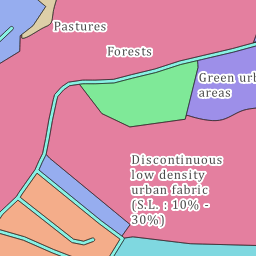 Pastures
Forests
Green urb
areas
Discontinuous
low density
urban fabric
(S.L. : 10% -
30%)